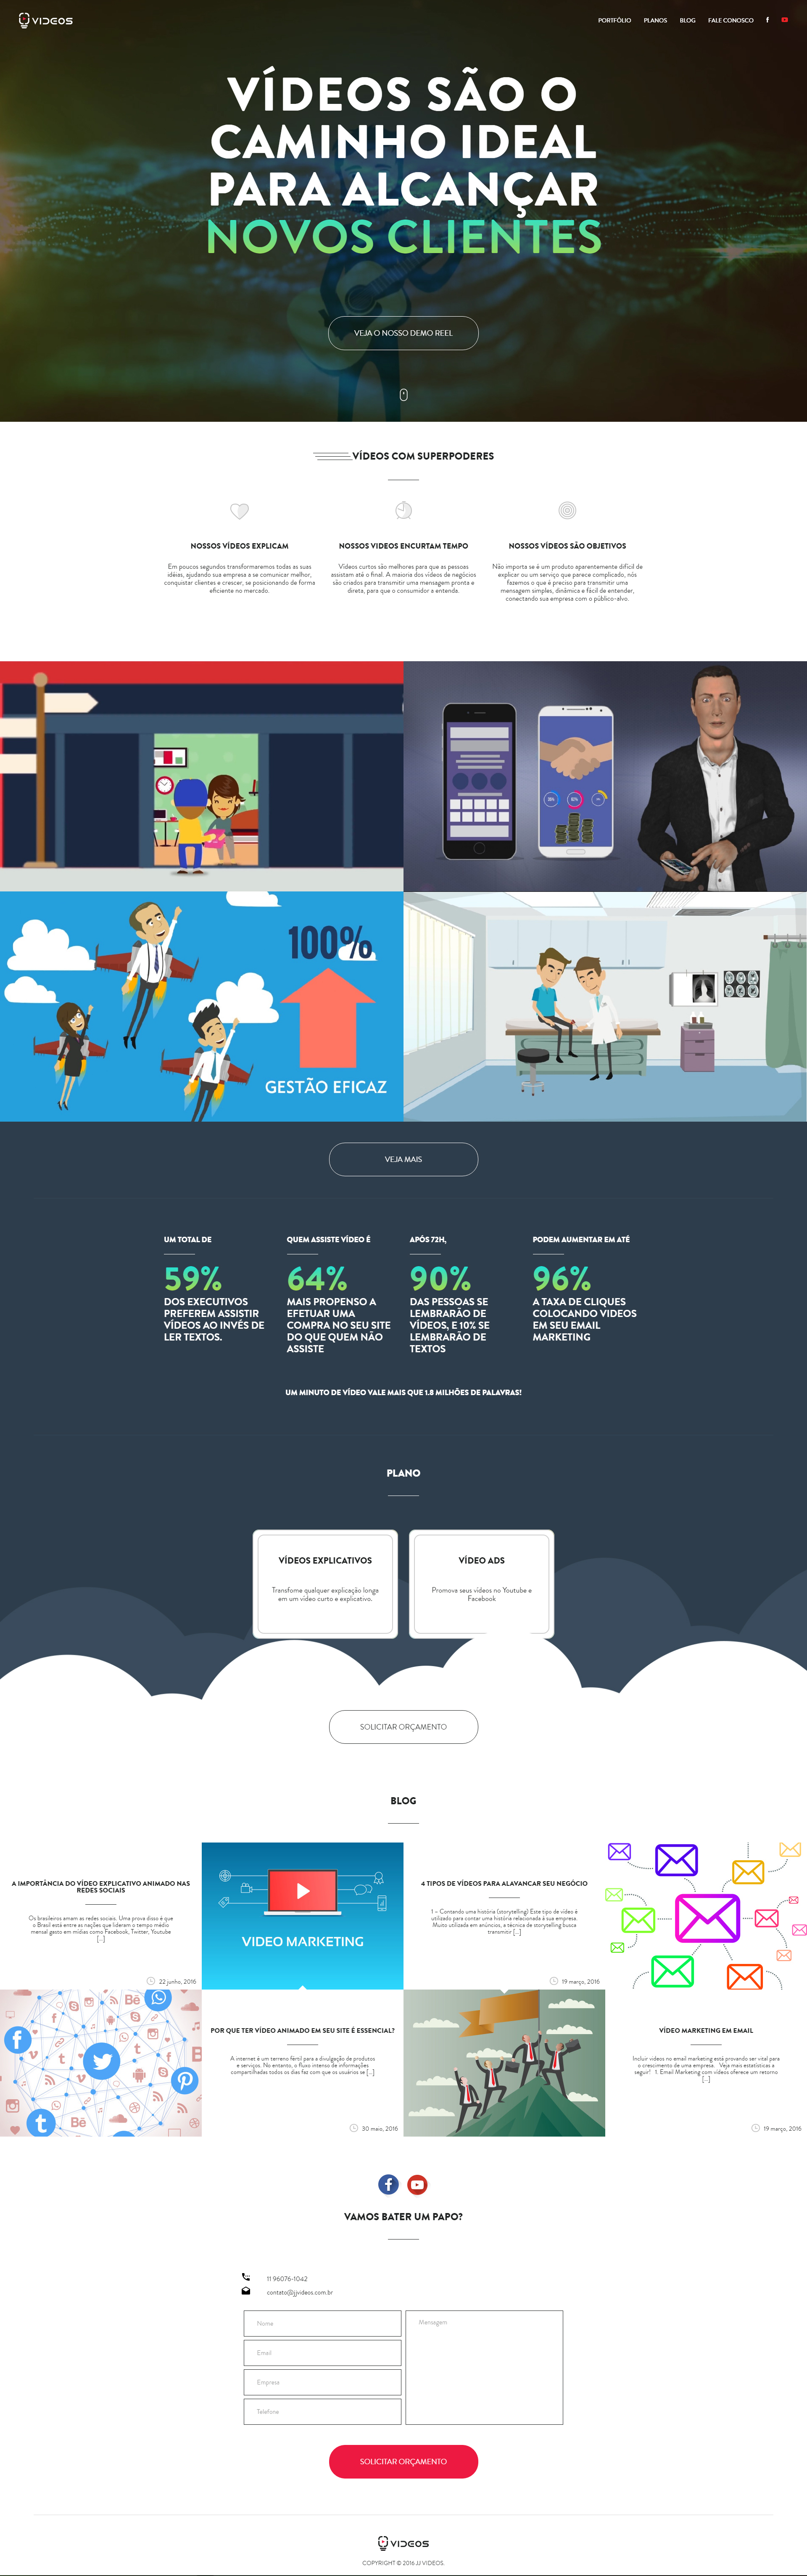 VIDEOS
PORTFÓLIO PLANOS BLOG FALE CONOSCO
VÍDEOS SÃO O
CAMINHO IDEAL
PARA ALCANÇAR
NOVOS CLIENTES
VEJA O NOSSO DEMO REEL
VÍDEOS COM SUPERPODERES
NOSSOS VÍDEOS EXPLICAM
Em poucos segundos transformaremos todas as suas
idéias, ajudando sua empresa a se comunicar melhor,
conquistar clientes e crescer, se posicionando de forma
eficiente no mercado.
NOSSOS VIDEOS ENCURTAM TEMPO
Vídeos curtos são melhores para que as pessoas
assistam até o final. A maioria dos vídeos de negócios
são criados para transmitir uma mensagem pronta e
direta, para que o consumidor a entenda.
NOSSOS VÍDEOS SÃO OBJETIVOS
Não importa se é um produto aparentemente difícil de
explicar ou um serviço que parece complicado, nós
fazemos o que é preciso para transmitir uma
mensagem simples, dinâmica e fácil de entender,
conectando sua empresa com o público-alvo.
100%
GESTÃO EFICAZ
VEJA MAIS
UM TOTAL DE
59%
DOS EXECUTIVOS
PREFEREM ASSISTIR
VÍDEOS AO INVÉS DE
LER TEXTOS.
QUEM ASSISTE VÍDEO É
64%
MAIS PROPENSO A
EFETUAR UMA
COMPRA NO SEU SITE
DO QUE QUEM NÃO
ASSISTE
APÓS 72H,
90%
DAS PESSOAS SE
LEMBRARÃO DE
VÍDEOS, E 10% SE
LEMBRARÃO DE
TEXTOS
PODEM AUMENTAR EM ATÉ
96%
A TAXA DE CLIQUES
COLOCANDO VIDEOS
EM SEU EMAIL
MARKETING
UM MINUTO DE VÍDEO VALE MAIS QUE 1.8 MILHÕES DE PALAVRAS!
PLANO
VÍDEOS EXPLICATIVOS
Transfome qualquer explicação longa
em um vídeo curto e explicativo.
VÍDEO ADS
Promova seus vídeos no Youtube e
Facebook
SOLICITAR ORÇAMENTO
BLOG
A IMPORTÂNCIA DO VÍDEO EXPLICATIVO ANIMADO NAS
REDES SOCIAIS
Os brasileiros amam as redes sociais. Uma prova disso é que
o Brasil está entre as nações que lideram o tempo médio
mensal gasto em mídias como Facebook, Twitter, Youtube
[...]
22 junho, 2016
VIDEO MARKETING
4 TIPOS DE VÍDEOS PARA ALAVANCAR SEU NEGÓCIO
1 – Contando uma história (storytelling) Este tipo de vídeo é
utilizado para contar uma história relacionada à sua empresa.
Muito utilizada em anúncios, a técnica de storytelling busca
transmitir [...]
19 março, 2016
POR QUE TER VÍDEO ANIMADO EM SEU SITE É ESSENCIAL?
A internet é um terreno fértil para a divulgação de produtos
e serviços. No entanto, o fluxo intenso de informações
compartilhadas todos os dias faz com que os usuários se [...]
30 maio, 2016
VÍDEO MARKETING EM EMAIL
Incluir vídeos no email marketing está provando ser vital para
o crescimento de uma empresa. Veja mais estatísticas a
seguir! 1. Email Marketing com vídeos oferece um retorno
[...]
19 março, 2016
VAMOS BATER UM PAPO?
11 96076-1042
contato@jjvideos.com.br
Nome
Email
Empresa
Telefone
Mensagem
SOLICITAR ORÇAMENTO
VIDEOS
COPYRIGHT © 2016 JJ VIDEOS.